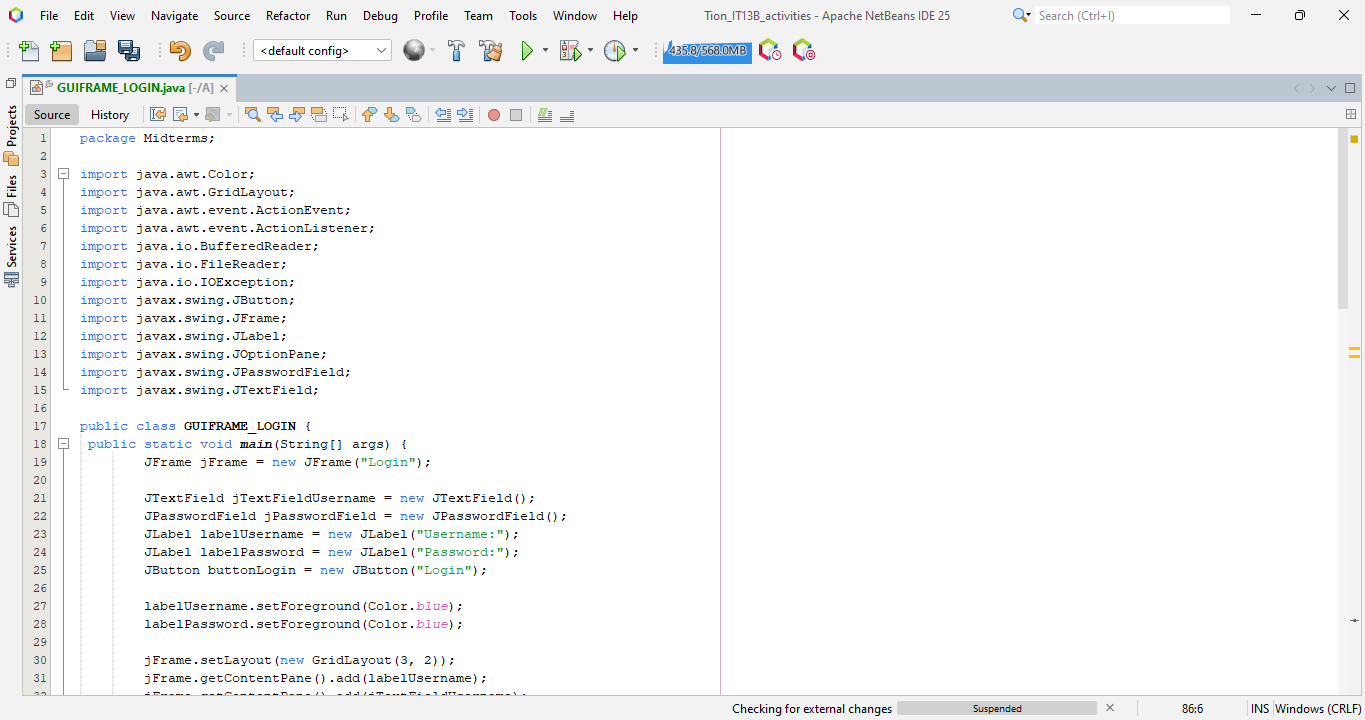 File Edit View Navigate Source Refactor Run Debug Profile Team Tools Window Help Tion_IT13B_activities - Apache NetBeans IDE 25 Search (Ctrl+I)
<default config> 435.8/568.0MB
GUIFRAME_LOGIN.java [-/A]
Source History
Projects
Files
Services
1 package Midterms;
2
3 import java.awt.Color;
4 import java.awt.GridLayout;
5 import java.awt.event.ActionEvent;
6 import java.awt.event.ActionListener;
7 import java.io.BufferedReader;
8 import java.io.FileReader;
9 import java.io.IOException;
10 import javax.swing.JButton;
11 import javax.swing.JFrame;
12 import javax.swing.JLabel;
13 import javax.swing.JOptionPane;
14 import javax.swing.JPasswordField;
15 import javax.swing.JTextField;
16
17 public class GUIFRAME_LOGIN {
18 public static void main(String[] args) {
19 JFrame jFrame = new JFrame("Login");
20
21 JTextField jTextFieldUsername = new JTextField();
22 JPasswordField jPasswordField = new JPasswordField();
23 JLabel labelUsername = new JLabel("Username:");
24 JLabel labelPassword = new JLabel("Password:");
25 JButton buttonLogin = new JButton("Login");
26
27 labelUsername.setForeground(Color.blue);
28 labelPassword.setForeground(Color.blue);
29
30 jFrame.setLayout(new GridLayout(3, 2));
31 jFrame.getContentPane().add(labelUsername);
32 jFrame.getContentPane().add(jTextFieldUsername);
Checking for external changes Suspended 86:6 INS Windows (CRLF)